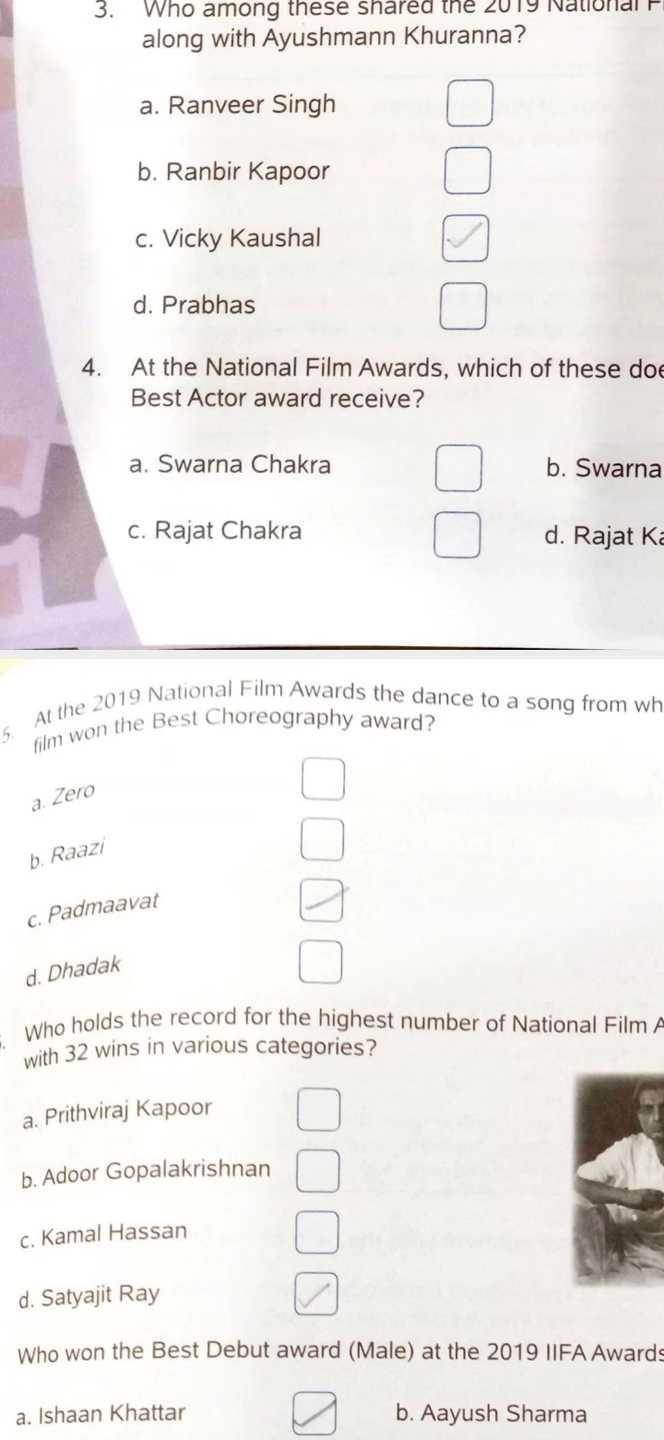 3. Who among these shared the 2019 National F
along with Ayushmann Khuranna?
a. Ranveer Singh
b. Ranbir Kapoor
c. Vicky Kaushal
d. Prabhas
4. At the National Film Awards, which of these doe
Best Actor award receive?
a. Swarna Chakra
b. Swarna
c. Rajat Chakra
d. Rajat Ka
5. At the 2019 National Film Awards the dance to a song from wh
film won the Best Choreography award?
a. Zero
b. Raazi
c. Padmaavat
d. Dhadak
Who holds the record for the highest number of National Film A
with 32 wins in various categories?
a. Prithviraj Kapoor
b. Adoor Gopalakrishnan
c. Kamal Hassan
d. Satyajit Ray
Who won the Best Debut award (Male) at the 2019 IIFA Awards
a. Ishaan Khattar
b. Aayush Sharma